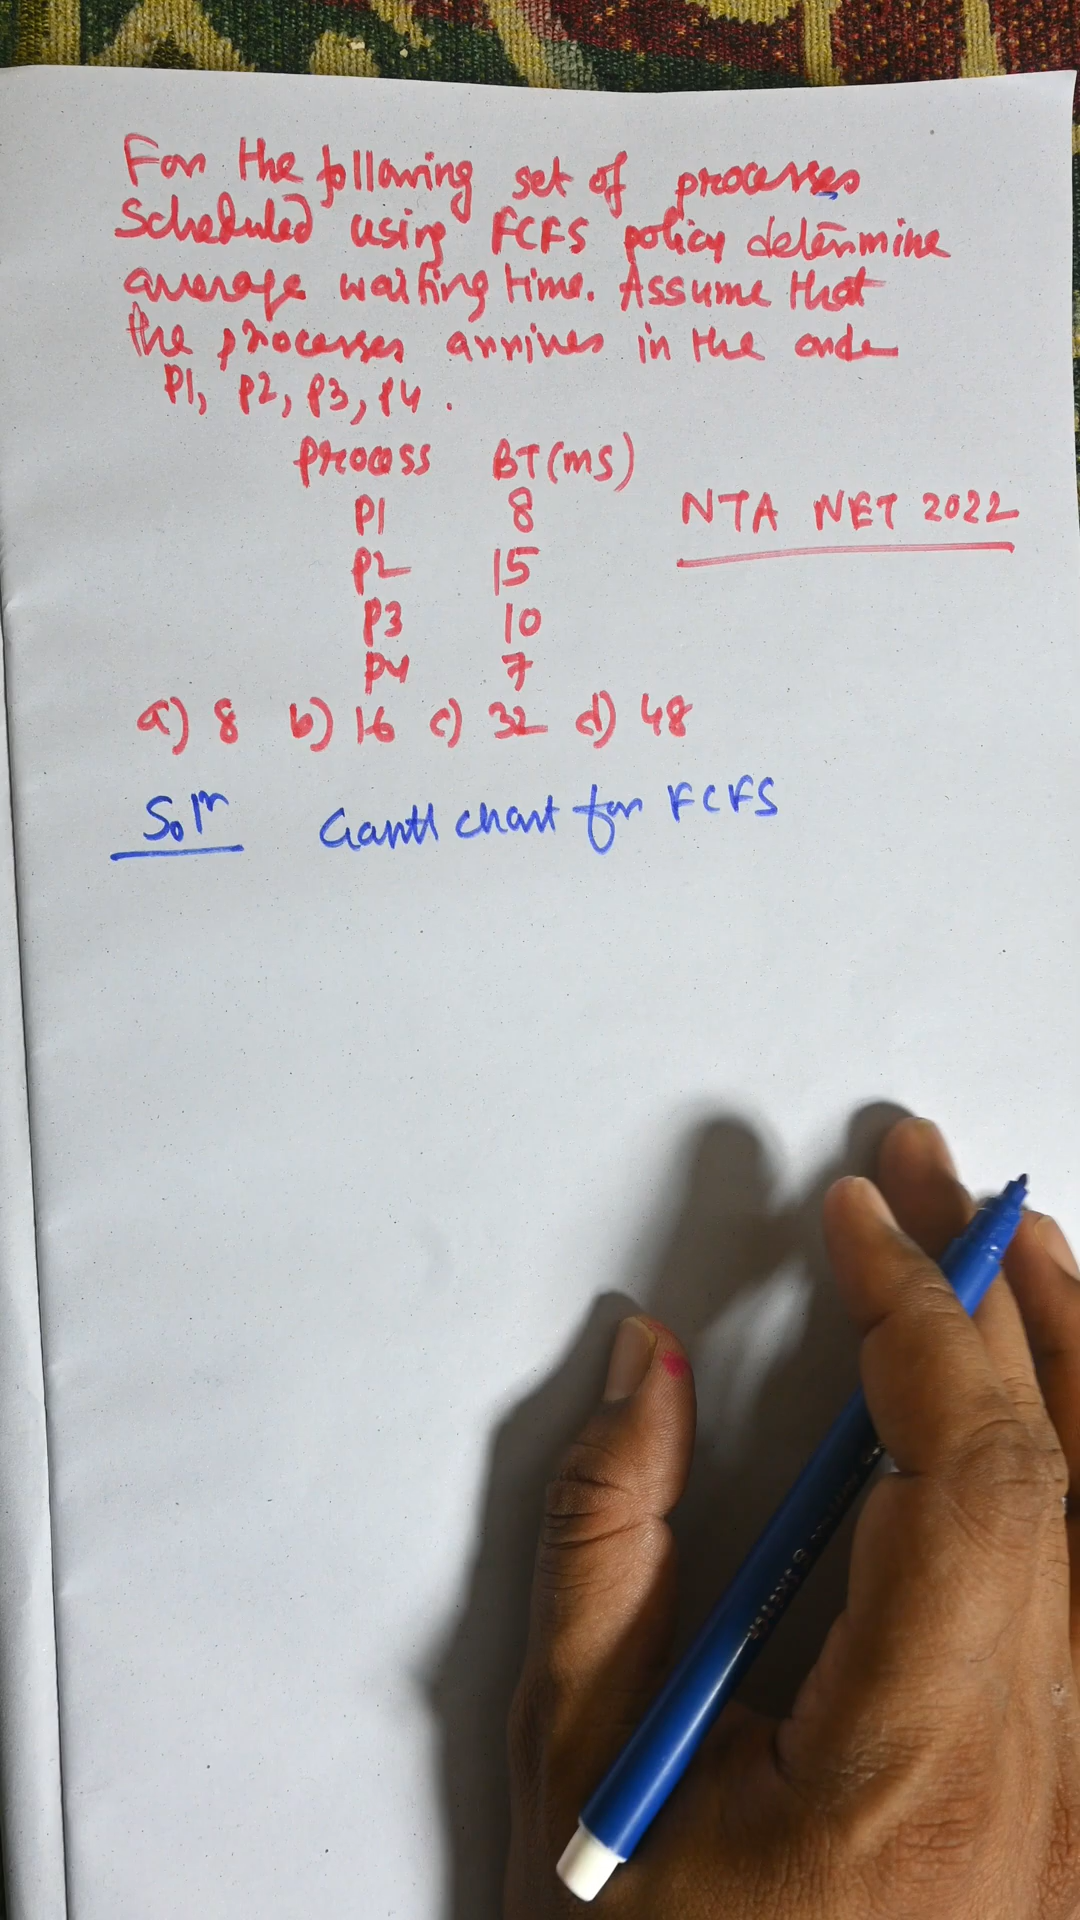 For the following set of processes
Scheduled using FCFS policy determine
average waiting time. Assume that
the processes arrives in the order
P1, P2, P3, P4.
Process BT(ms)
P1 8
P2 15
P3 10
P4 7
NTA NET 2022
a) 8 b) 16 c) 32 d) 48
Solⁿ Gantt chart for FCFS